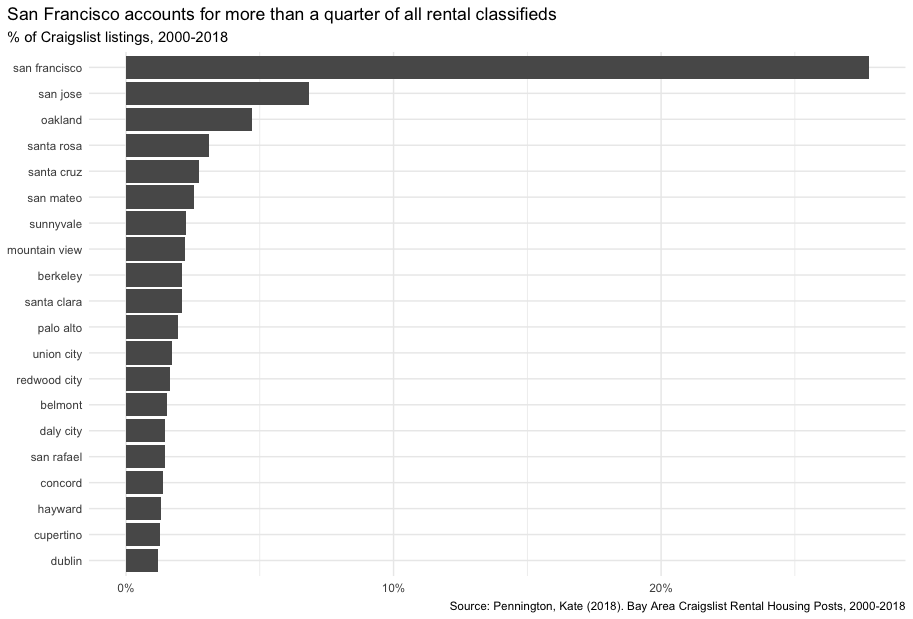 San Francisco accounts for more than a quarter of all rental classifieds
% of Craigslist listings, 2000-2018
san francisco
san jose
oakland
santa rosa
santa cruz
san mateo
sunnyvale
mountain view
berkeley
santa clara
palo alto
union city
redwood city
belmont
daly city
san rafael
concord
hayward
cupertino
dublin
0% 10% 20%
Source: Pennington, Kate (2018). Bay Area Craigslist Rental Housing Posts, 2000-2018